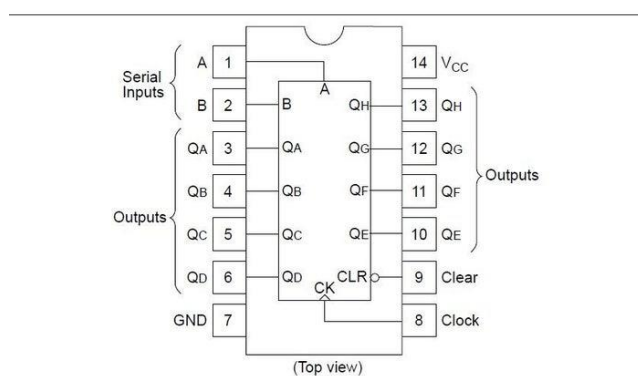 A 1 14 VCC
Serial Inputs
A
B 2 B QH 13 QH
QA 3 QA QG 12 QG
QB 4 QB QF 11 QF
Outputs Outputs
QC 5 QC QE 10 QE
QD 6 QD CLR 9 Clear
CK
GND 7 8 Clock
(Top view)